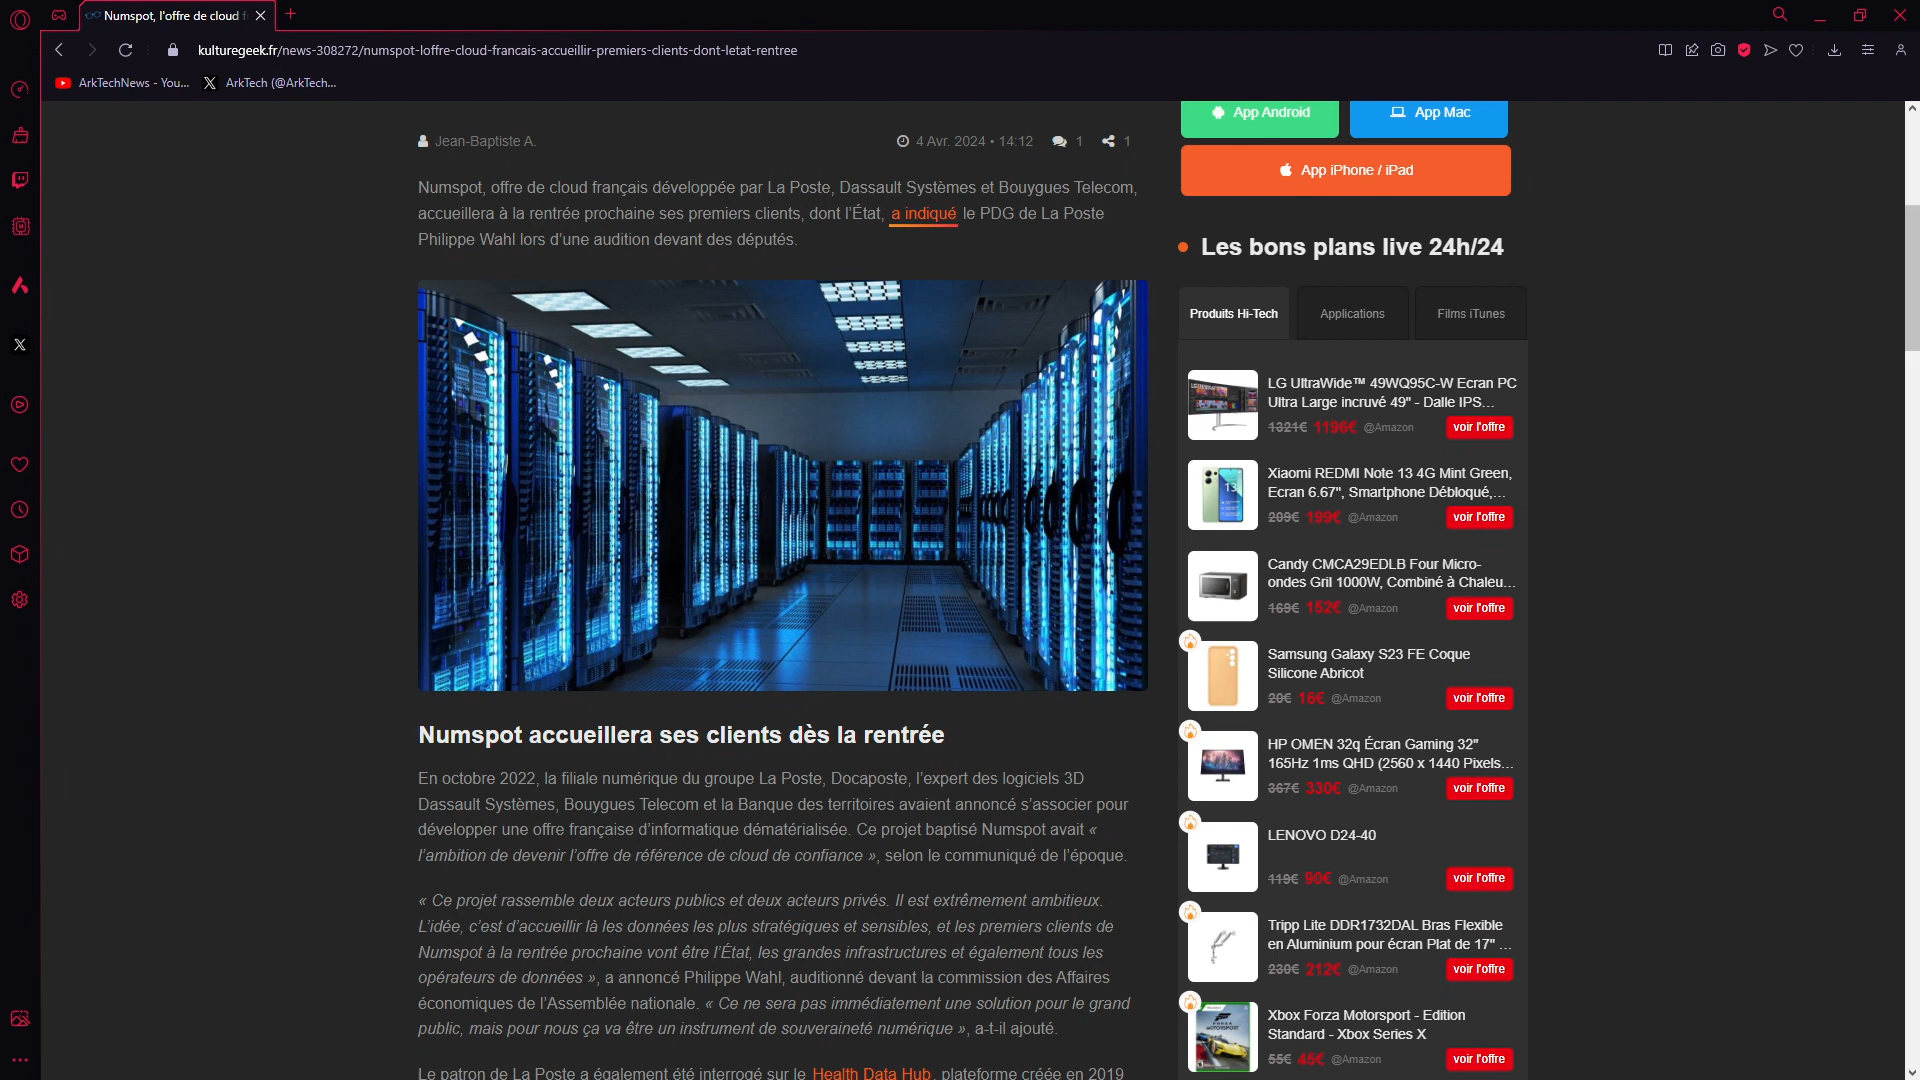 Numspot, l'offre de cloud f
kulturegeek.fr/news-308272/numspot-loffre-cloud-francais-accueillir-premiers-clients-dont-letat-rentree
ArkTechNews - You...
ArkTech (@ArkTech...
Jean-Baptiste A.
4 Avr. 2024 • 14:12
1
1
Numspot, offre de cloud français développée par La Poste, Dassault Systèmes et Bouygues Telecom,
accueillera à la rentrée prochaine ses premiers clients, dont l’État, a indiqué le PDG de La Poste
Philippe Wahl lors d’une audition devant des députés.
Numspot accueillera ses clients dès la rentrée
En octobre 2022, la filiale numérique du groupe La Poste, Docaposte, l’expert des logiciels 3D
Dassault Systèmes, Bouygues Telecom et la Banque des territoires avaient annoncé s’associer pour
développer une offre française d’informatique dématérialisée. Ce projet baptisé Numspot avait «
l’ambition de devenir l’offre de référence de cloud de confiance », selon le communiqué de l’époque.
« Ce projet rassemble deux acteurs publics et deux acteurs privés. Il est extrêmement ambitieux.
L’idée, c’est d’accueillir là les données les plus stratégiques et sensibles, et les premiers clients de
Numspot à la rentrée prochaine vont être l’État, les grandes infrastructures et également tous les
opérateurs de données », a annoncé Philippe Wahl, auditionné devant la commission des Affaires
économiques de l’Assemblée nationale. « Ce ne sera pas immédiatement une solution pour le grand
public, mais pour nous ça va être un instrument de souveraineté numérique », a-t-il ajouté.
Le patron de La Poste a également été interrogé sur le Health Data Hub, plateforme créée en 2019
App Android
App Mac
App iPhone / iPad
Les bons plans live 24h/24
Produits Hi-Tech
Applications
Films iTunes
LG UltraWide™ 49WQ95C-W Ecran PC
Ultra Large incruvé 49" - Dalle IPS...
1321€ 1196€ @Amazon
voir l'offre
Xiaomi REDMI Note 13 4G Mint Green,
Ecran 6.67", Smartphone Débloqué,...
209€ 199€ @Amazon
voir l'offre
Candy CMCA29EDLB Four Micro-
ondes Gril 1000W, Combiné à Chaleu...
169€ 152€ @Amazon
voir l'offre
Samsung Galaxy S23 FE Coque
Silicone Abricot
20€ 16€ @Amazon
voir l'offre
HP OMEN 32q Écran Gaming 32"
165Hz 1ms QHD (2560 x 1440 Pixels...
367€ 330€ @Amazon
voir l'offre
LENOVO D24-40
119€ 90€ @Amazon
voir l'offre
Tripp Lite DDR1732DAL Bras Flexible
en Aluminium pour écran Plat de 17" ...
230€ 212€ @Amazon
voir l'offre
Xbox Forza Motorsport - Edition
Standard - Xbox Series X
55€ 45€ @Amazon
voir l'offre